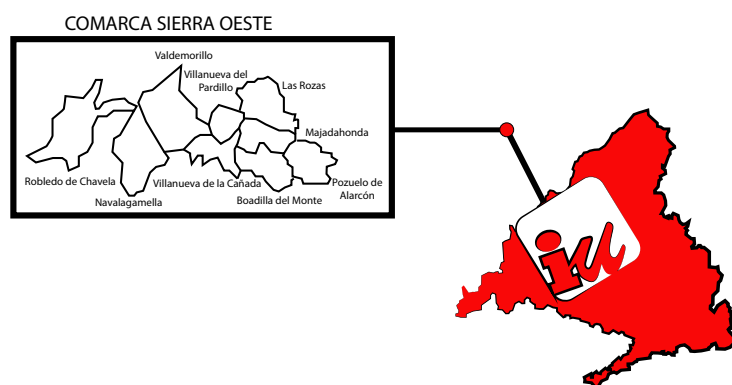 COMARCA SIERRA OESTE
Valdemorillo
Villanueva del
Pardillo
Las Rozas
Majadahonda
Robledo de Chavela
Villanueva de la Cañada
Pozuelo de
Alarcón
Navalagamella
Boadilla del Monte
iu